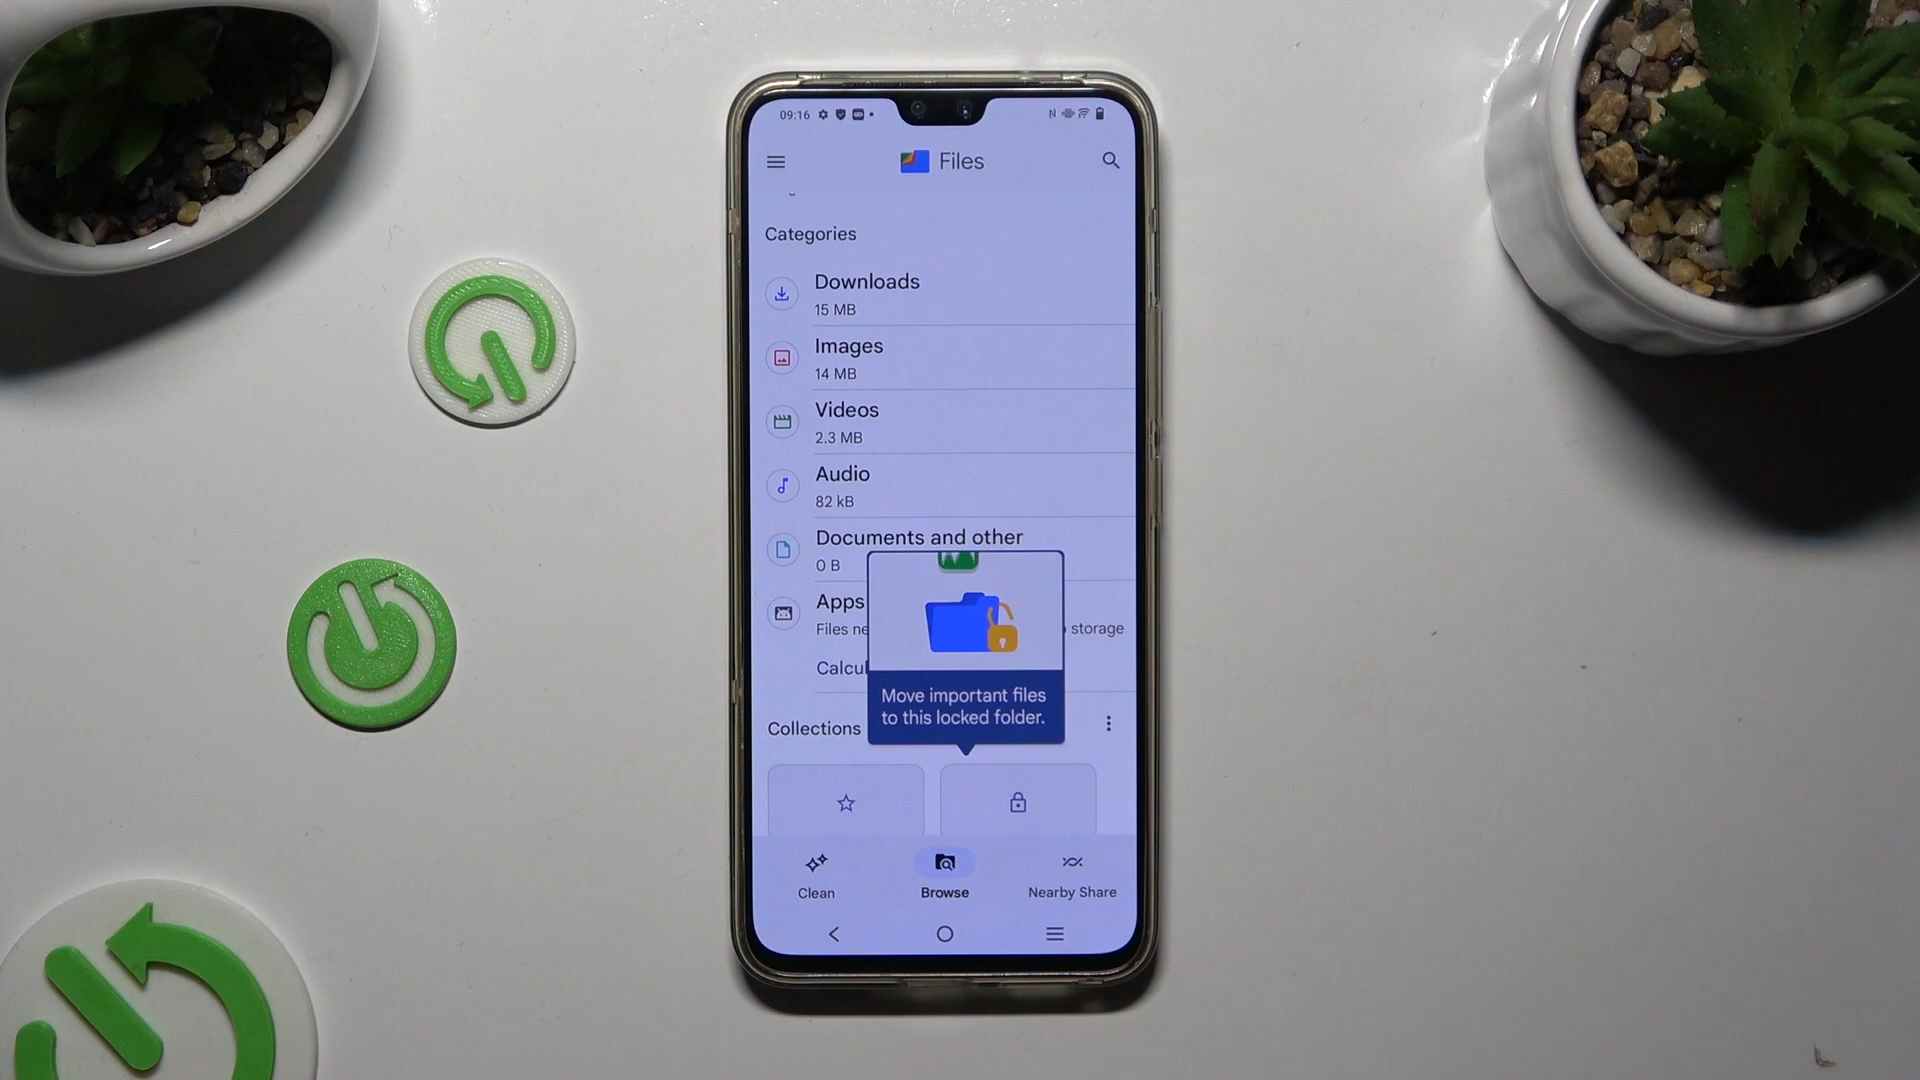 09:16
Files
Categories
Downloads
15 MB
Images
14 MB
Videos
2.3 MB
Audio
82 kB
Documents and other
0 B
Apps
Files ne
storage
Calcul
Move important files
to this locked folder.
Collections
Clean
Browse
Nearby Share